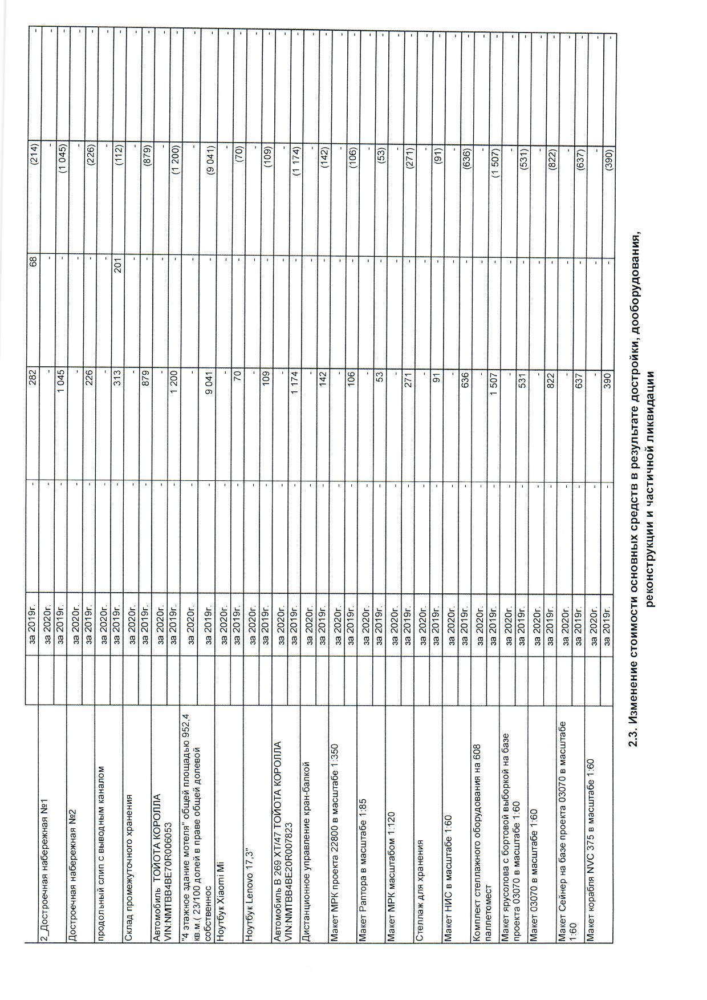 за 2019г. - 282 68 (214) -
2_Достроечная набережная №1 за 2020г. - - - - -
за 2019г. - 1 045 - (1 045) -
Достроечная набережная №2 за 2020г. - - - - -
за 2019г. - 226 - (226) -
продольный слип с выводным каналом за 2020г. - - - - -
за 2019г. - 313 201 (112) -
Склад промежуточного хранения за 2020г. - - - - -
за 2019г. - 879 - (879) -
Автомобиль ТОЙОТА КОРОЛЛА за 2020г. - - - - -
VIN:NMTBB4BE70R006053 за 2019г. - 1 200 - (1 200) -
"4 этажное здание мотеля" общей площадью 952,4
кв.м.( 23/100 долей в праве общей долевой за 2020г. - - - - -
собственнос за 2019г. - 9 041 - (9 041) -
Ноутбук Xiaomi Mi за 2020г. - - - - -
за 2019г. - 70 - (70) -
Ноутбук Lenovo 17,3" за 2020г. - - - - -
за 2019г. - 109 - (109) -
Автомобиль В 269 ХТ/47 ТОЙОТА КОРОЛЛА за 2020г. - - - - -
VIN:NMTBB4BE20R007823 за 2019г. - 1 174 - (1 174) -
Дистанционное управление кран-балкой за 2020г. - - - - -
за 2019г. - 142 - (142) -
Макет МРК проекта 22800 в масштабе 1:350 за 2020г. - - - - -
за 2019г. - 106 - (106) -
Макет Раптора в масштабе 1:85 за 2020г. - - - - -
за 2019г. - 53 - (53) -
Макет МРК масштабом 1:120 за 2020г. - - - - -
за 2019г. - 271 - (271) -
Стеллаж для хранения за 2020г. - - - - -
за 2019г. - 91 - (91) -
Макет НИС в масштабе 1:60 за 2020г. - - - - -
за 2019г. - 636 - (636) -
Комплект стеллажного оборудования на 608 за 2020г. - - - - -
паллетомест за 2019г. - 1 507 - (1 507) -
Макет ярусолова с бортовой выборкой на базе за 2020г. - - - - -
проекта 03070 в масштабе 1:60 за 2019г. - 531 - (531) -
Макет 03070 в масштабе 1:60 за 2020г. - - - - -
за 2019г. - 822 - (822) -
Макет Сейнер на базе проекта 03070 в масштабе за 2020г. - - - - -
1:60 за 2019г. - 637 - (637) -
Макет корабля NVC 375 в масштабе 1:60 за 2020г. - - - - -
за 2019г. - 390 - (390) -
2.3. Изменение стоимости основных средств в результате достройки, дооборудования,
реконструкции и частичной ликвидации